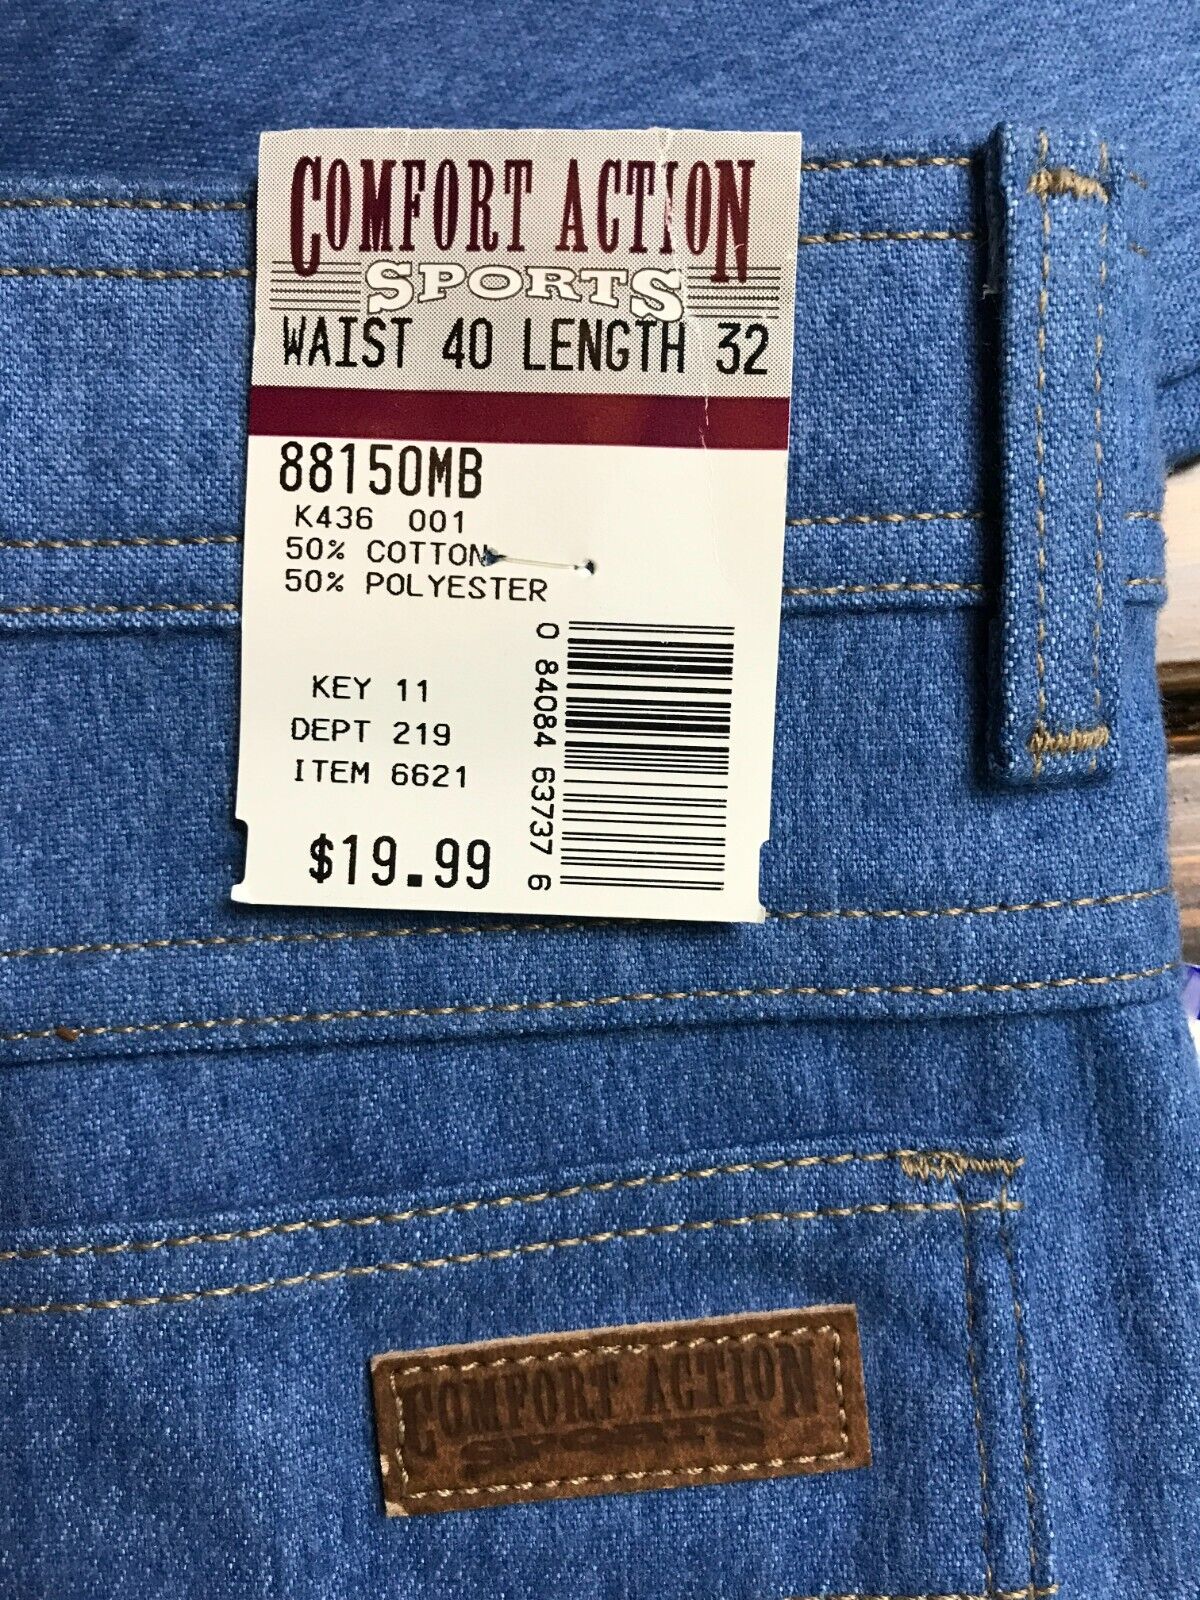 COMFORT ACTION
SPORTS
WAIST 40 LENGTH 32
88150MB
K436 001
50% COTTON
50% POLYESTER
KEY 11
DEPT 219
ITEM 6621
$19.99
0 84084 63737 6
COMFORT ACTION
SPORTS